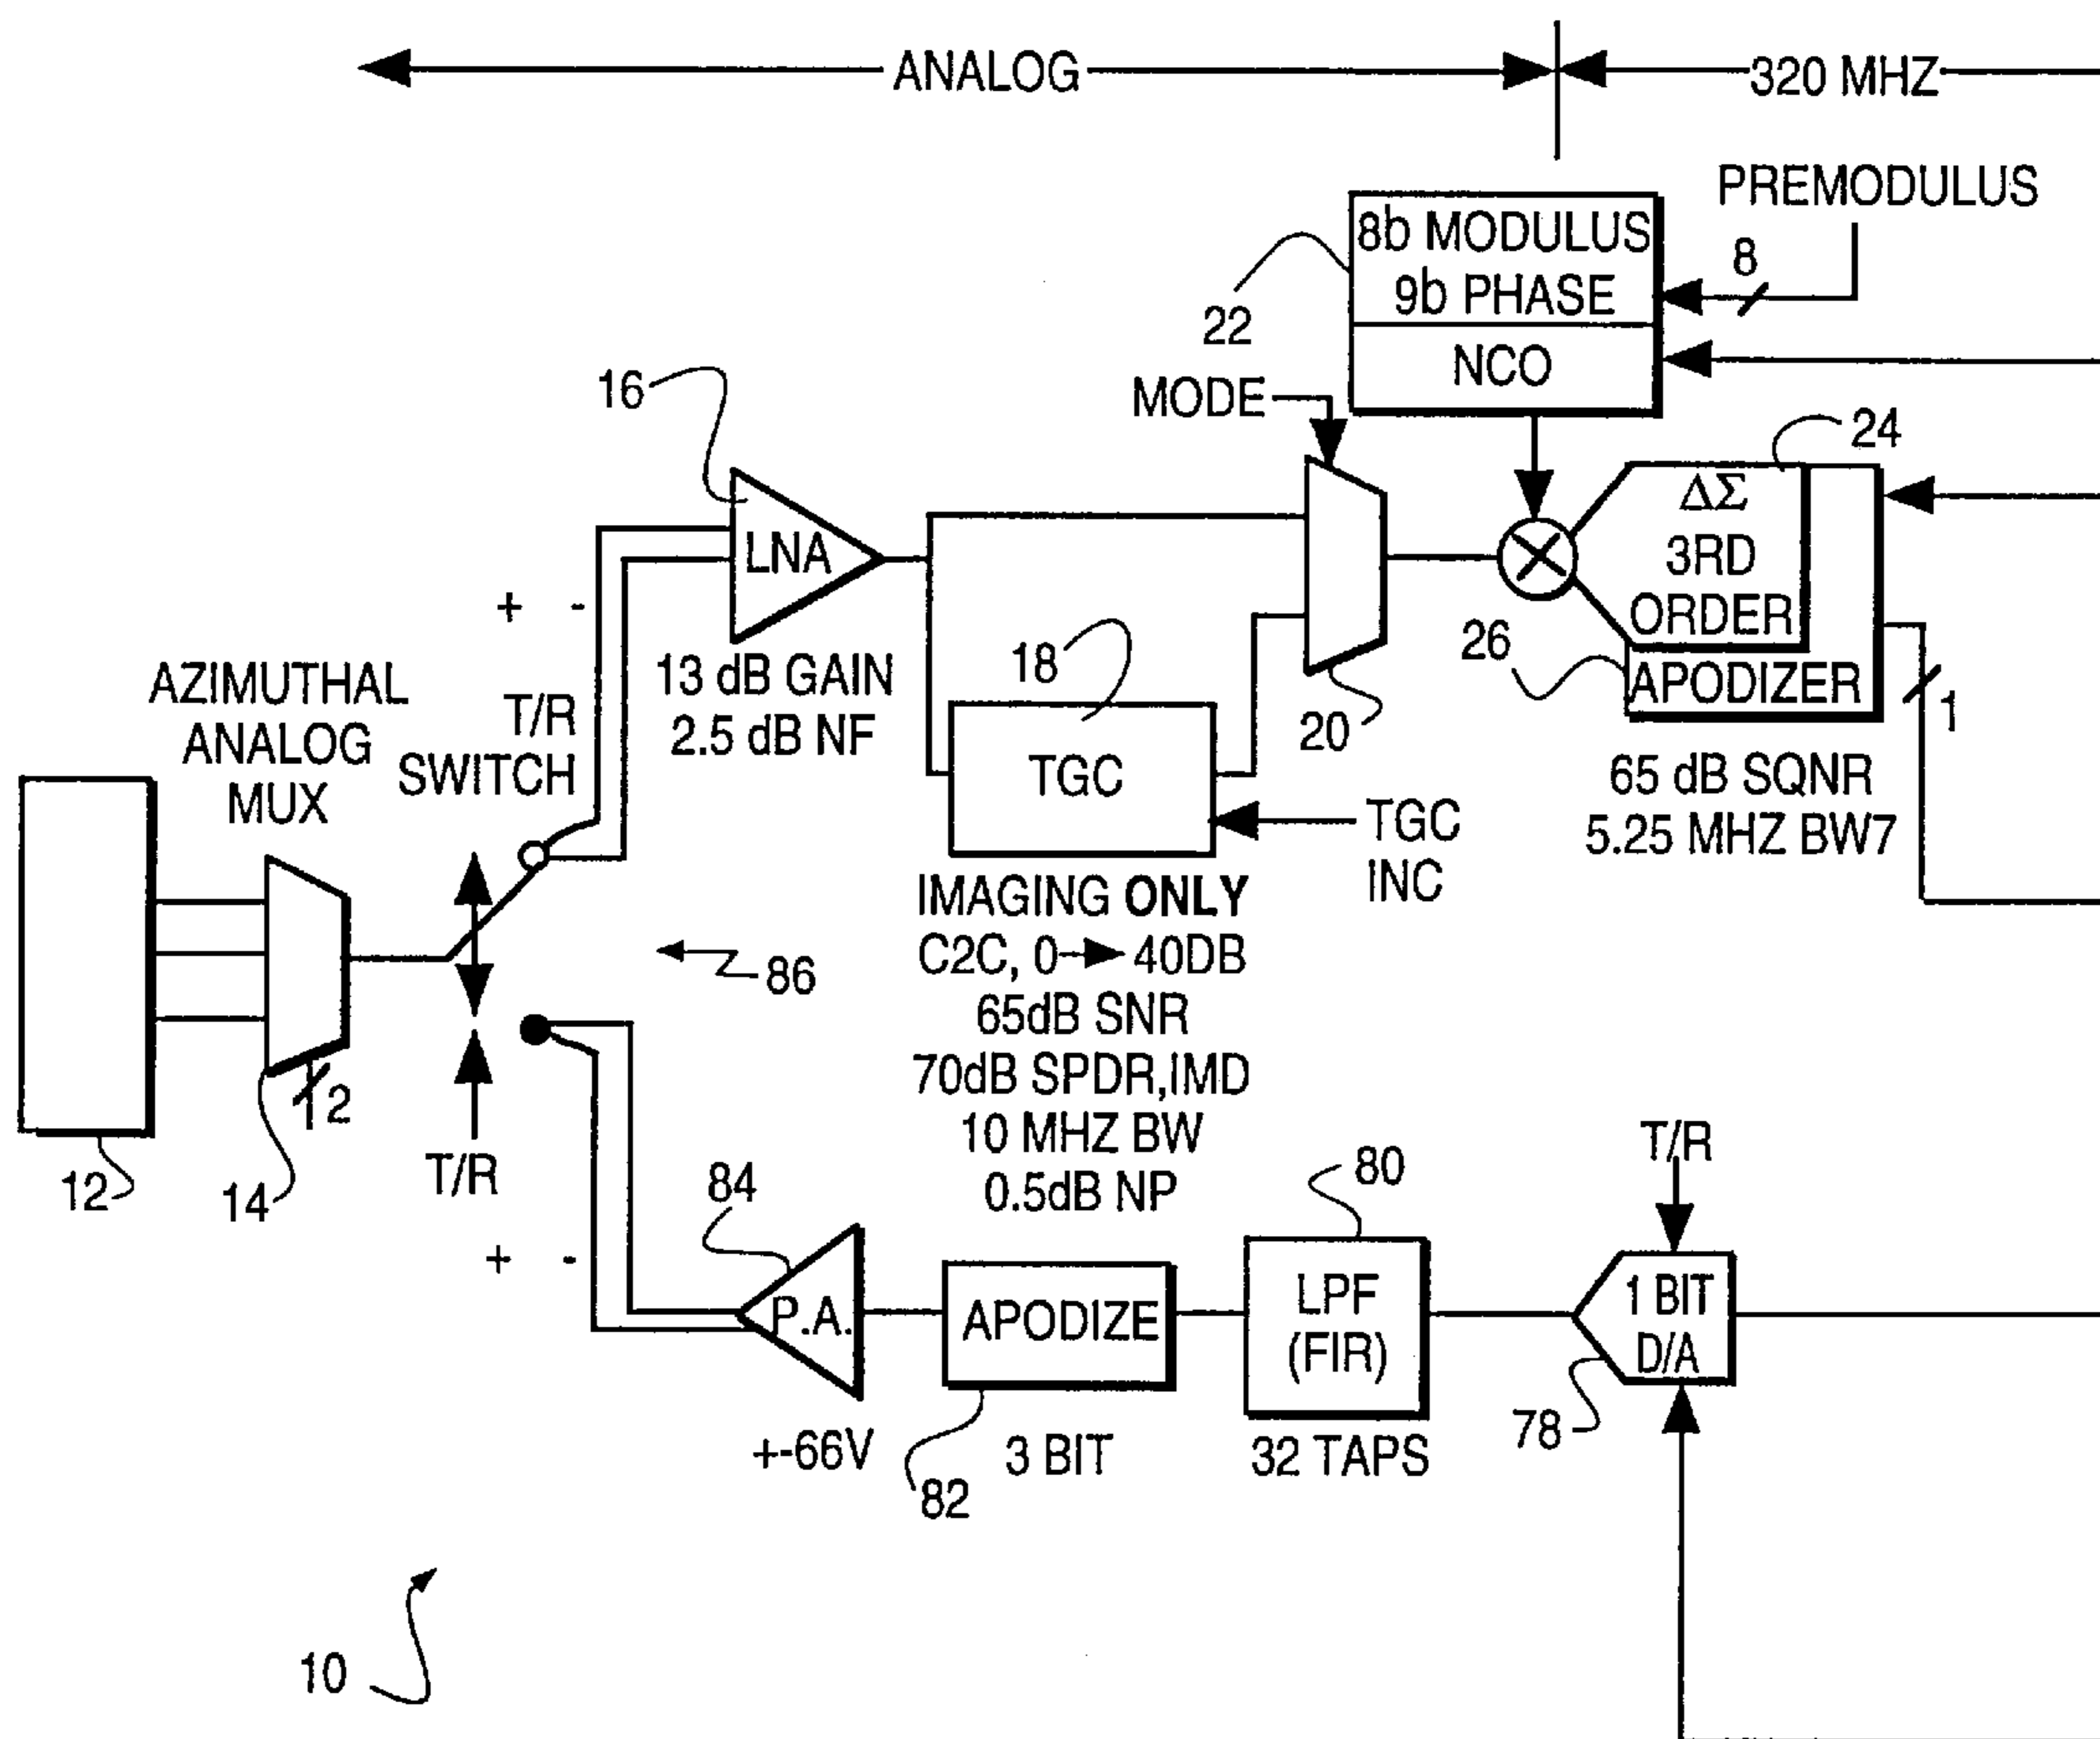 ANALOG
320 MHZ
PREMODULUS
8b MODULUS
9b PHASE
8
22
NCO
MODE
16
24
LNA
ΔΣ
3RD
ORDER
APODIZER
26
1
+ -
13 dB GAIN
2.5 dB NF
18
TGC
20
65 dB SQNR
5.25 MHZ BW7
AZIMUTHAL
ANALOG
MUX
T/R
SWITCH
TGC
INC
IMAGING ONLY
C2C, 0 40DB
65dB SNR
70dB SPDR,IMD
10 MHZ BW
0.5dB NP
86
2
12
14
T/R
+ -
84
P.A.
+-66V
APODIZE
3 BIT
82
80
LPF
(FIR)
32 TAPS
T/R
1 BIT
D/A
78
10